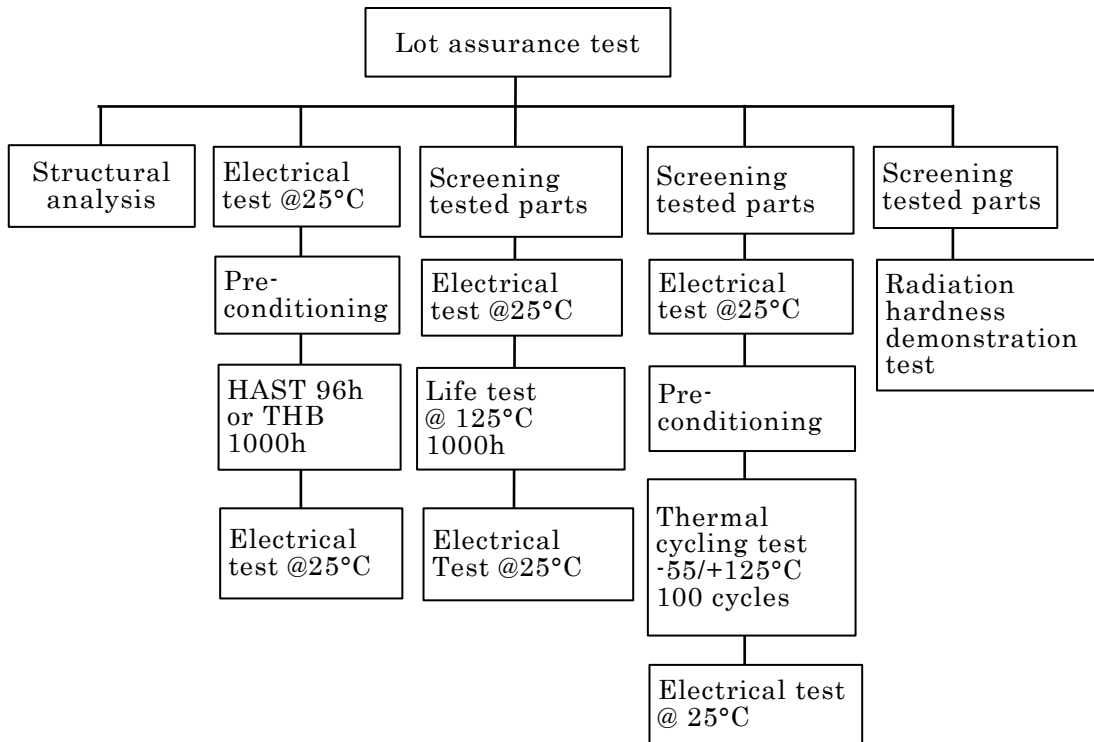 Lot assurance test
Structural
analysis
Electrical
test @25°C
Pre-
conditioning
HAST 96h
or THB
1000h
Electrical
test @25°C
Screening
tested parts
Electrical
test @25°C
Life test
@ 125°C
1000h
Electrical
Test @25°C
Screening
tested parts
Electrical
test @25°C
Pre-
conditioning
Thermal
cycling test
-55/+125°C
100 cycles
Electrical test
@ 25°C
Screening
tested parts
Radiation
hardness
demonstration
test